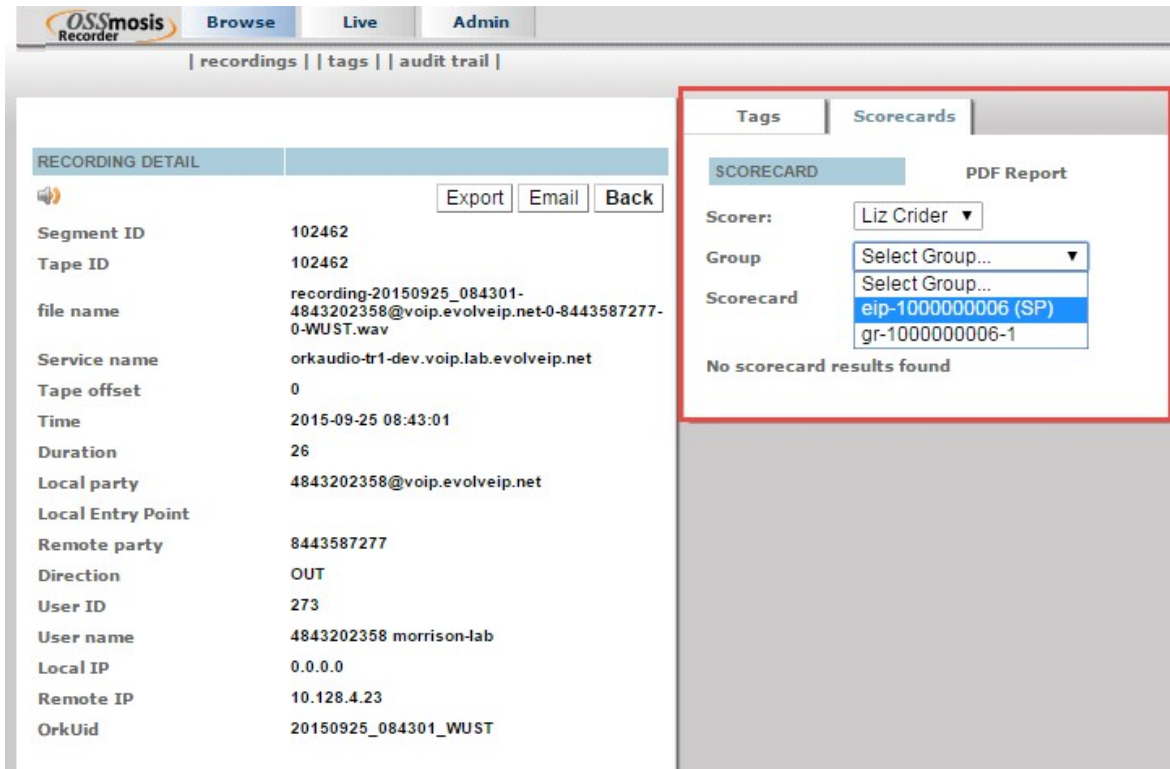 OSSmosis
Recorder
Browse
Live
Admin
| recordings | | tags | | audit trail |
RECORDING DETAIL
Export
Email
Back
Segment ID 102462
Tape ID 102462
file name recording-20150925_084301-
4843202358@voip.evolveip.net-0-8443587277-
0-WUST.wav
Service name orkaudio-tr1-dev.voip.lab.evolveip.net
Tape offset 0
Time 2015-09-25 08:43:01
Duration 26
Local party 4843202358@voip.evolveip.net
Local Entry Point
Remote party 8443587277
Direction OUT
User ID 273
User name 4843202358 morrison-lab
Local IP 0.0.0.0
Remote IP 10.128.4.23
OrkUid 20150925_084301_WUST
Tags
Scorecards
SCORECARD
PDF Report
Scorer: Liz Crider
Group Select Group...
Select Group...
eip-1000000006 (SP)
gr-1000000006-1
Scorecard
No scorecard results found